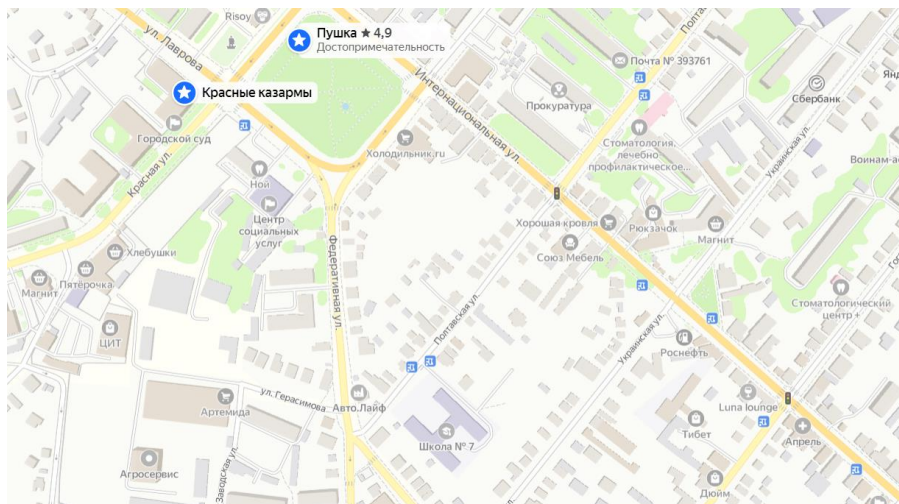 Risoy
Пушка ★ 4,9
Достопримечательность
ул. Лаврова
Полта
Почта № 393761
Янд
Красные казармы
Интернациональная ул.
Прокуратура
Сбербанк
Городской суд
Холодильник.ru
Стоматология,
лечебно
профилактическое...
Украинская ул.
Воинам-а
Красная ул.
Ной
Центр
социальных
услуг
Хорошая кровля
Рюкзачок
Магнит
Хлебушки
Союз Мебель
Федеративная ул.
Пятёрочка
Магнит
Полтавская ул.
Стоматологический
центр +
Украинская ул.
ЦИТ
Роснефть
ул. Герасимова
Авто.Лайф
Артемида
Luna lounge
Школа № 7
Тибет
Апрель
Агросервис
Заводская ул.
Дюйм